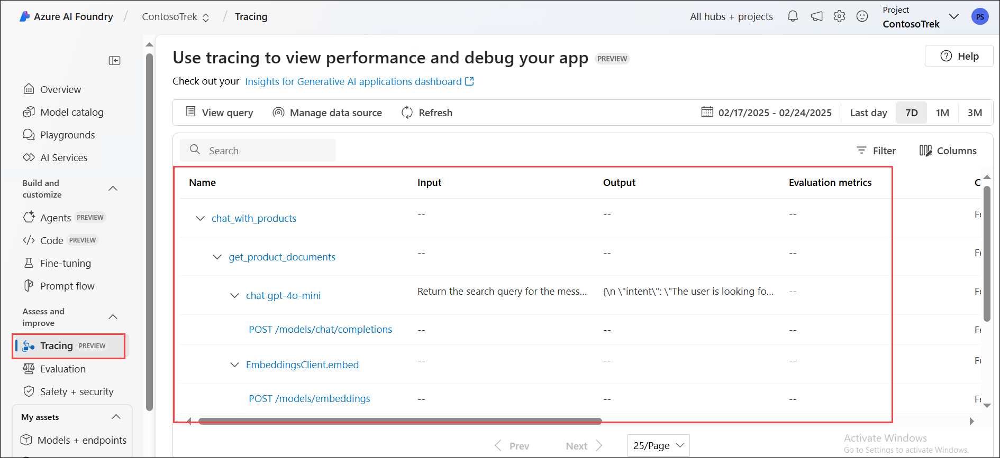 Azure AI Foundry / ContosoTrek / Tracing
All hubs + projects
Project
ContosoTrek
PS
Overview
Model catalog
Playgrounds
AI Services
Build and
customize
Agents PREVIEW
Code PREVIEW
Fine-tuning
Prompt flow
Assess and
improve
Tracing PREVIEW
Evaluation
Safety + security
My assets
Models + endpoints
Use tracing to view performance and debug your app PREVIEW
Help
Check out your Insights for Generative AI applications dashboard
View query Manage data source Refresh 02/17/2025 - 02/24/2025 Last day 7D 1M 3M
Search Filter Columns
Name Input Output Evaluation metrics C
chat_with_products -- -- -- Fe
get_product_documents -- -- -- Fe
chat gpt-4o-mini Return the search query for the mess... {\n \"intent\": \"The user is looking fo... -- Fe
POST /models/chat/completions -- -- -- Fe
EmbeddingsClient.embed -- -- -- Fe
POST /models/embeddings -- -- -- Fe
Prev Next 25/Page
Activate Windows
Go to Settings to activate Windows.